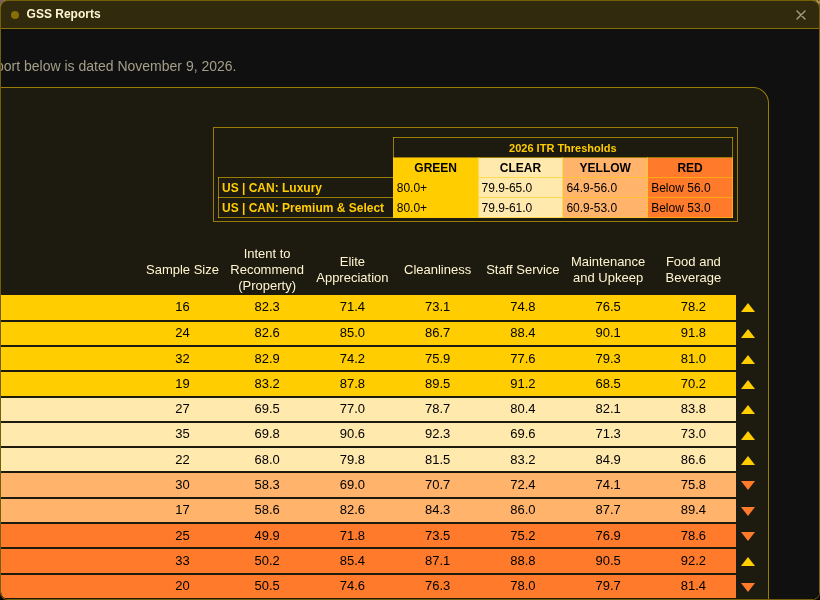 GSS Reports
ort below is dated November 9, 2026.
2026 ITR Thresholds
GREEN CLEAR YELLOW RED
US | CAN: Luxury 80.0+ 79.9-65.0 64.9-56.0 Below 56.0
US | CAN: Premium & Select 80.0+ 79.9-61.0 60.9-53.0 Below 53.0
Sample Size Intent to Recommend (Property) Elite Appreciation Cleanliness Staff Service Maintenance and Upkeep Food and Beverage
16 82.3 71.4 73.1 74.8 76.5 78.2
24 82.6 85.0 86.7 88.4 90.1 91.8
32 82.9 74.2 75.9 77.6 79.3 81.0
19 83.2 87.8 89.5 91.2 68.5 70.2
27 69.5 77.0 78.7 80.4 82.1 83.8
35 69.8 90.6 92.3 69.6 71.3 73.0
22 68.0 79.8 81.5 83.2 84.9 86.6
30 58.3 69.0 70.7 72.4 74.1 75.8
17 58.6 82.6 84.3 86.0 87.7 89.4
25 49.9 71.8 73.5 75.2 76.9 78.6
33 50.2 85.4 87.1 88.8 90.5 92.2
20 50.5 74.6 76.3 78.0 79.7 81.4